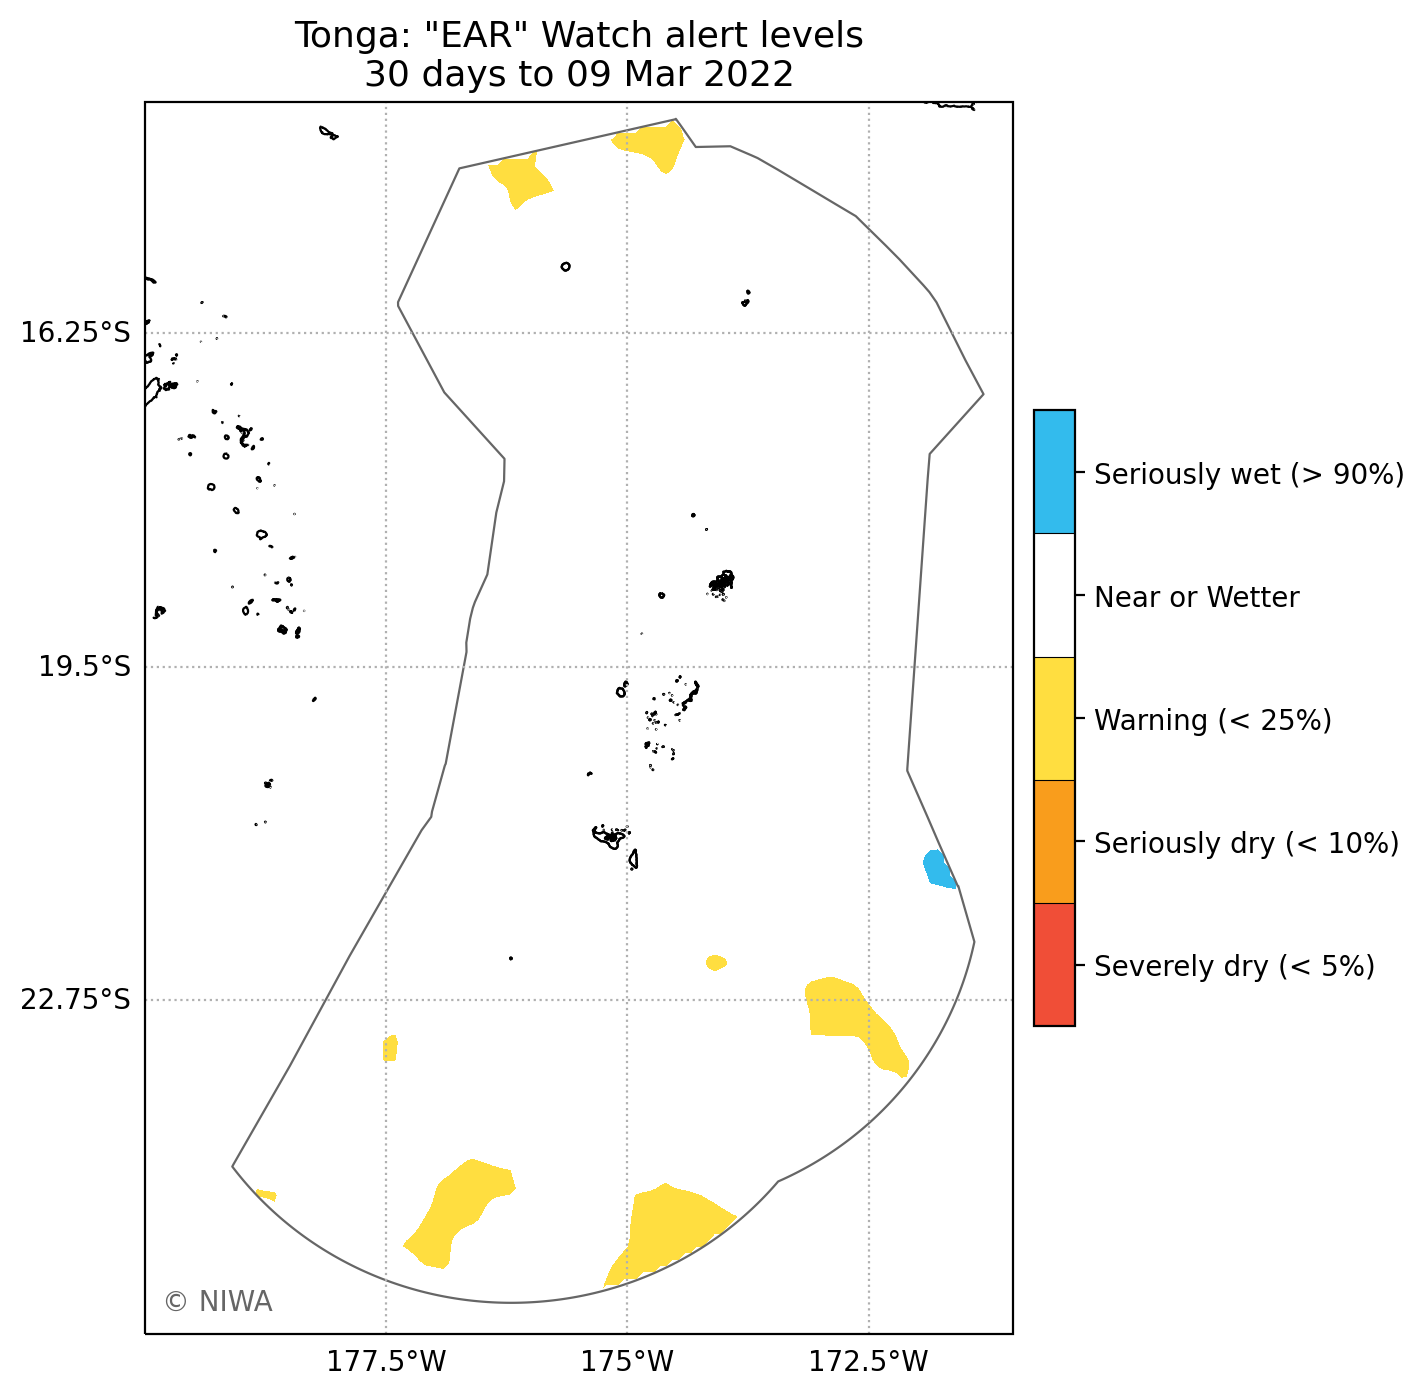 Tonga: "EAR" Watch alert levels
30 days to 09 Mar 2022
16.25°S
19.5°S
22.75°S
177.5°W
175°W
172.5°W
Seriously wet (> 90%)
Near or Wetter
Warning (< 25%)
Seriously dry (< 10%)
Severely dry (< 5%)
© NIWA